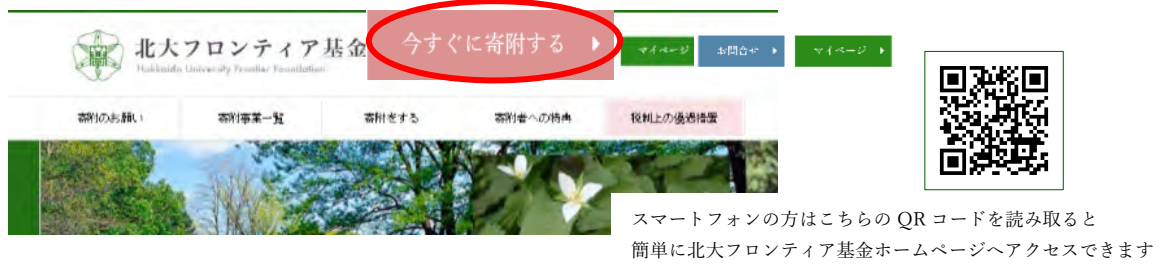 北大フロンティア基金
Hokkaido University Frontier Foundation
今すぐに寄附する
マイページ
お問合せ
マイページ
寄附のお願い
寄附事業一覧
寄附をする
寄附者への特典
税制上の優遇措置
スマートフォンの方はこちらの QR コードを読み取ると
簡単に北大フロンティア基金ホームページへアクセスできます